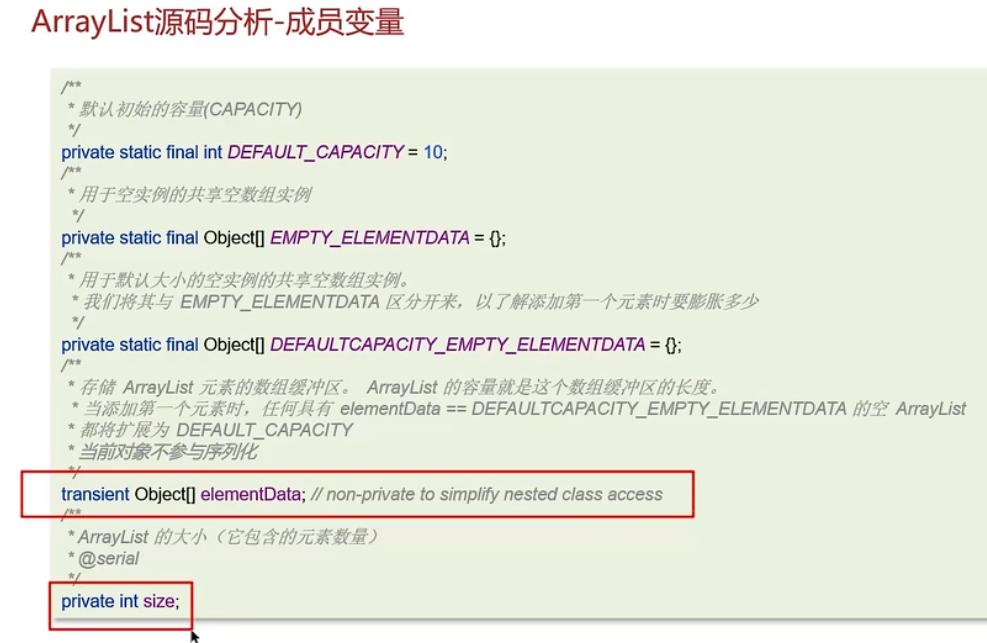 ArrayList源码分析-成员变量
/**
* 默认初始的容量(CAPACITY)
*/
private static final int DEFAULT_CAPACITY = 10;
/**
* 用于空实例的共享空数组实例
*/
private static final Object[] EMPTY_ELEMENTDATA = {};
/**
* 用于默认大小的空实例的共享空数组实例。
* 我们将其与 EMPTY_ELEMENTDATA 区分开来，以了解添加第一个元素时要膨胀多少
*/
private static final Object[] DEFAULTCAPACITY_EMPTY_ELEMENTDATA = {};
/**
* 存储 ArrayList 元素的数组缓冲区。 ArrayList 的容量就是这个数组缓冲区的长度。
* 当添加第一个元素时，任何具有 elementData == DEFAULTCAPACITY_EMPTY_ELEMENTDATA 的空 ArrayList
* 都将扩展为 DEFAULT_CAPACITY
* 当前对象不参与序列化
*/
transient Object[] elementData; // non-private to simplify nested class access
/**
* ArrayList 的大小（它包含的元素数量）
* @serial
*/
private int size;